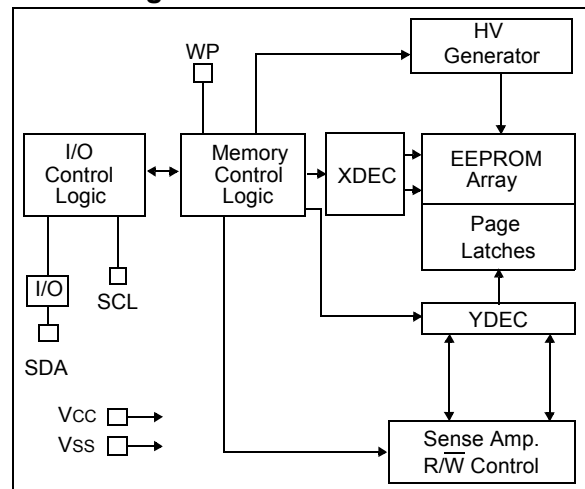 HV
Generator
WP
I/O
Control
Logic
Memory
Control
Logic
XDEC
EEPROM
Array
Page
Latches
I/O
SCL
SDA
YDEC
VCC
VSS
Sense Amp.
R/W̅ Control